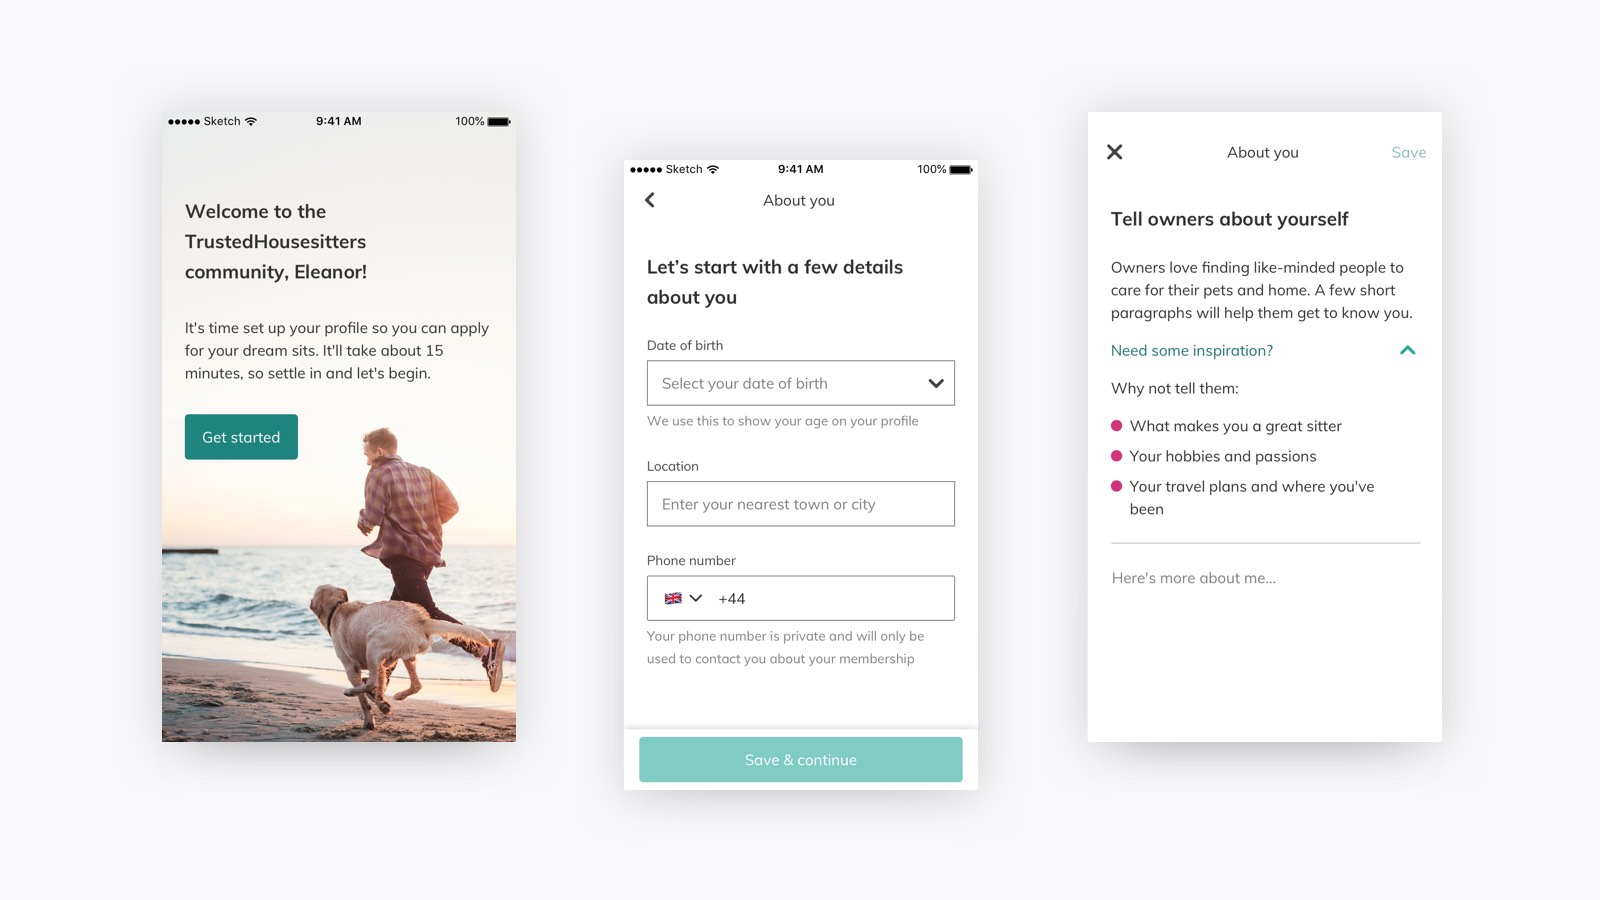 Sketch 9:41 AM 100%
Welcome to the
TrustedHousesitters
community, Eleanor!
It's time set up your profile so you can apply
for your dream sits. It'll take about 15
minutes, so settle in and let's begin.
Get started
Sketch 9:41 AM 100%
About you
Let’s start with a few details
about you
Date of birth
Select your date of birth
We use this to show your age on your profile
Location
Enter your nearest town or city
Phone number
+44
Your phone number is private and will only be
used to contact you about your membership
Save & continue
About you Save
Tell owners about yourself
Owners love finding like-minded people to
care for their pets and home. A few short
paragraphs will help them get to know you.
Need some inspiration?
Why not tell them:
What makes you a great sitter
Your hobbies and passions
Your travel plans and where you've
been
Here's more about me...